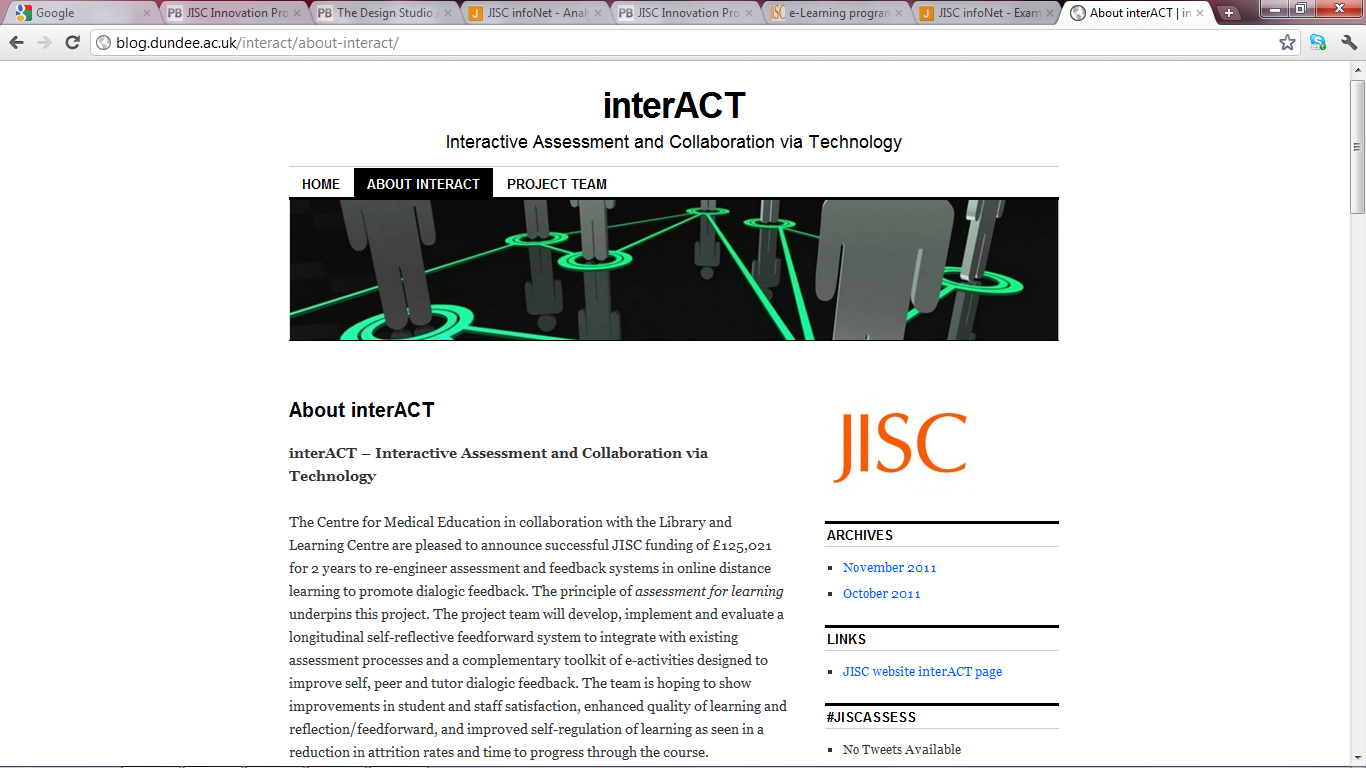 Google
JISC Innovation Pro
The Design Studio
JISC infoNet - Anal
JISC Innovation Pro
e-Learning program
JISC infoNet - Exam
About interACT | in
blog.dundee.ac.uk/interact/about-interact/
interACT
Interactive Assessment and Collaboration via Technology
HOME ABOUT INTERACT PROJECT TEAM
About interACT
interACT – Interactive Assessment and Collaboration via
Technology
The Centre for Medical Education in collaboration with the Library and
Learning Centre are pleased to announce successful JISC funding of £125,021
for 2 years to re-engineer assessment and feedback systems in online distance
learning to promote dialogic feedback. The principle of assessment for learning
underpins this project. The project team will develop, implement and evaluate a
longitudinal self-reflective feedforward system to integrate with existing
assessment processes and a complementary toolkit of e-activities designed to
improve self, peer and tutor dialogic feedback. The team is hoping to show
improvements in student and staff satisfaction, enhanced quality of learning and
reflection/feedforward, and improved self-regulation of learning as seen in a
reduction in attrition rates and time to progress through the course.
JISC
ARCHIVES
November 2011
October 2011
LINKS
JISC website interACT page
#JISCASSESS
No Tweets Available